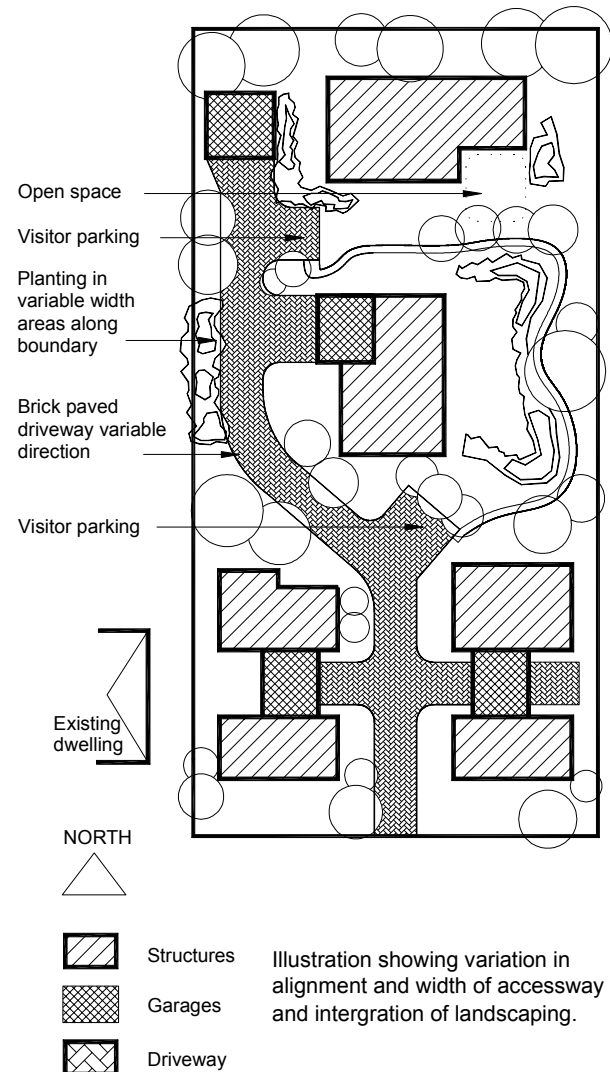 Open space
Visitor parking
Planting in
variable width
areas along
boundary
Brick paved
driveway variable
direction
Visitor parking
Existing
dwelling
NORTH
Structures
Garages
Driveway
Illustration showing variation in
alignment and width of accessway
and intergration of landscaping.